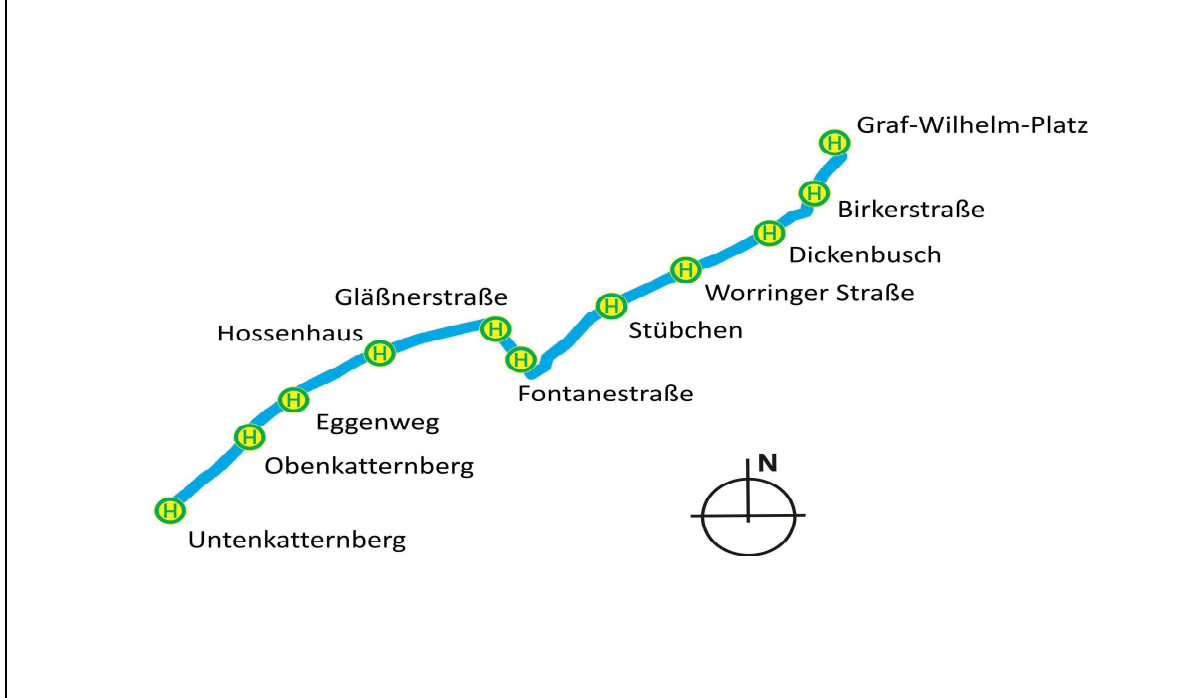 Graf-Wilhelm-Platz
H
H
Birkerstraße
H
Dickenbusch
H
Worringer Straße
Gläßnerstraße
H
H
Stübchen
Hossenhaus
H
H
Fontanestraße
H
Eggenweg
H
Obenkatternberg
N
H
Untenkatternberg